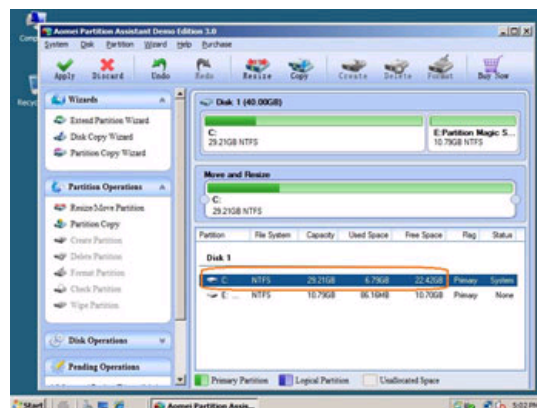 Aomei Partition Assistant Demo Edition 3.0
System Disk Partition Wizard Help Purchase
Apply Discard Undo Redo Resize Copy Create Delete Format Buy Now
Wizards
Extend Partition Wizard
Disk Copy Wizard
Partition Copy Wizard
Partition Operations
Resize/Move Partition
Partition Copy
Create Partition
Delete Partition
Format Partition
Check Partition
Wipe Partition
Disk Operations
Pending Operations
Disk 1 (40.00GB)
C:
29.21GB NTFS
E:Partition Magic S...
10.79GB NTFS
Move and Resize
C:
29.21GB NTFS
Partition File System Capacity Used Space Free Space Flag Status
Disk 1
C: NTFS 29.21GB 6.79GB 22.42GB Primary System
E: ... NTFS 10.79GB 86.16MB 10.70GB Primary None
Primary Partition Logical Partition Unallocated Space
Start
Aomei Partition Assis...
5:02 PM